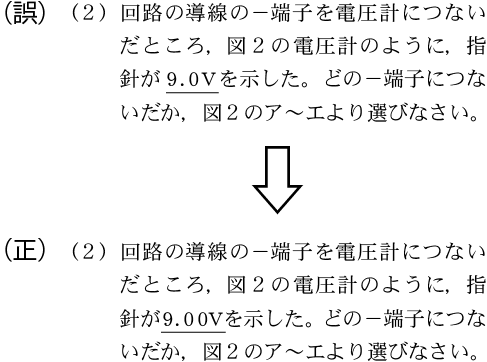 （誤）（２）回路の導線の－端子を電圧計につない
だところ，図２の電圧計のように，指
針が 9.0V を示した。どの－端子につな
いだか，図２のア～エより選びなさい。
（正）（２）回路の導線の－端子を電圧計につない
だところ，図２の電圧計のように，指
針が9.00Vを示した。どの－端子につな
いだか，図２のア～エより選びなさい。